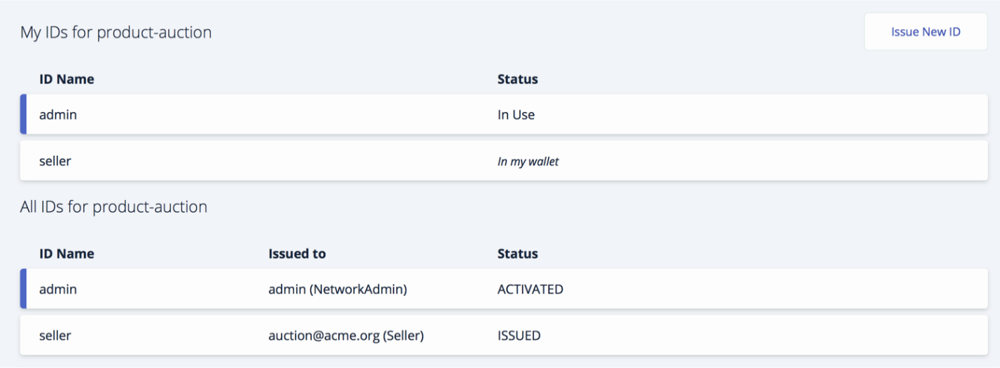 My IDs for product-auction
Issue New ID
ID Name Status
admin In Use
seller In my wallet
All IDs for product-auction
ID Name Issued to Status
admin admin (NetworkAdmin) ACTIVATED
seller auction@acme.org (Seller) ISSUED